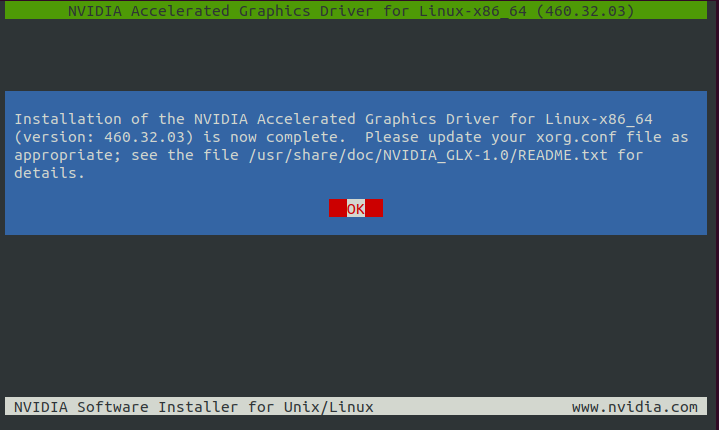 NVIDIA Accelerated Graphics Driver for Linux-x86_64 (460.32.03)
Installation of the NVIDIA Accelerated Graphics Driver for Linux-x86_64
(version: 460.32.03) is now complete.  Please update your xorg.conf file as
appropriate; see the file /usr/share/doc/NVIDIA_GLX-1.0/README.txt for
details.
OK
NVIDIA Software Installer for Unix/Linux www.nvidia.com